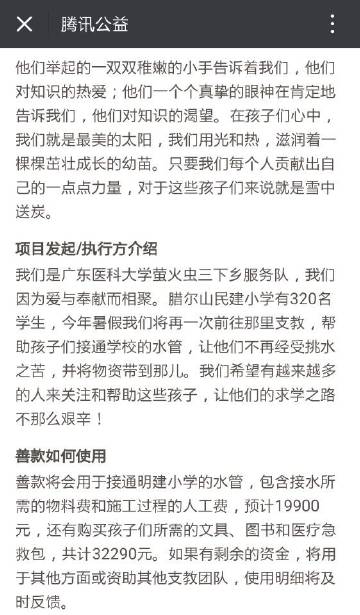 腾讯公益
他们举起的一双双稚嫩的小手告诉着我们，他们
对知识的热爱；他们一个个真挚的眼神在肯定地
告诉我们，他们对知识的渴望。在孩子们心中，
我们就是最美的太阳，我们用光和热，滋润着一
棵棵茁壮成长的幼苗。只要我们每个人贡献出自
己的一点点力量，对于这些孩子们来说就是雪中
送炭。
项目发起/执行方介绍
我们是广东医科大学萤火虫三下乡服务队，我们
因为爱与奉献而相聚。腊尔山民建小学有320名
学生，今年暑假我们将再一次前往那里支教，帮
助孩子们接通学校的水管，让他们不再经受挑水
之苦，并将物资带到那儿。我们希望有越来越多
的人来关注和帮助这些孩子，让他们的求学之路
不那么艰辛！
善款如何使用
善款将会用于接通明建小学的水管，包含接水所
需的物料费和施工过程的人工费，预计19900
元，还有购买孩子们所需的文具、图书和医疗急
救包，共计32290元。如果有剩余的资金，将用
于其他方面或资助其他支教团队，使用明细将及
时反馈。